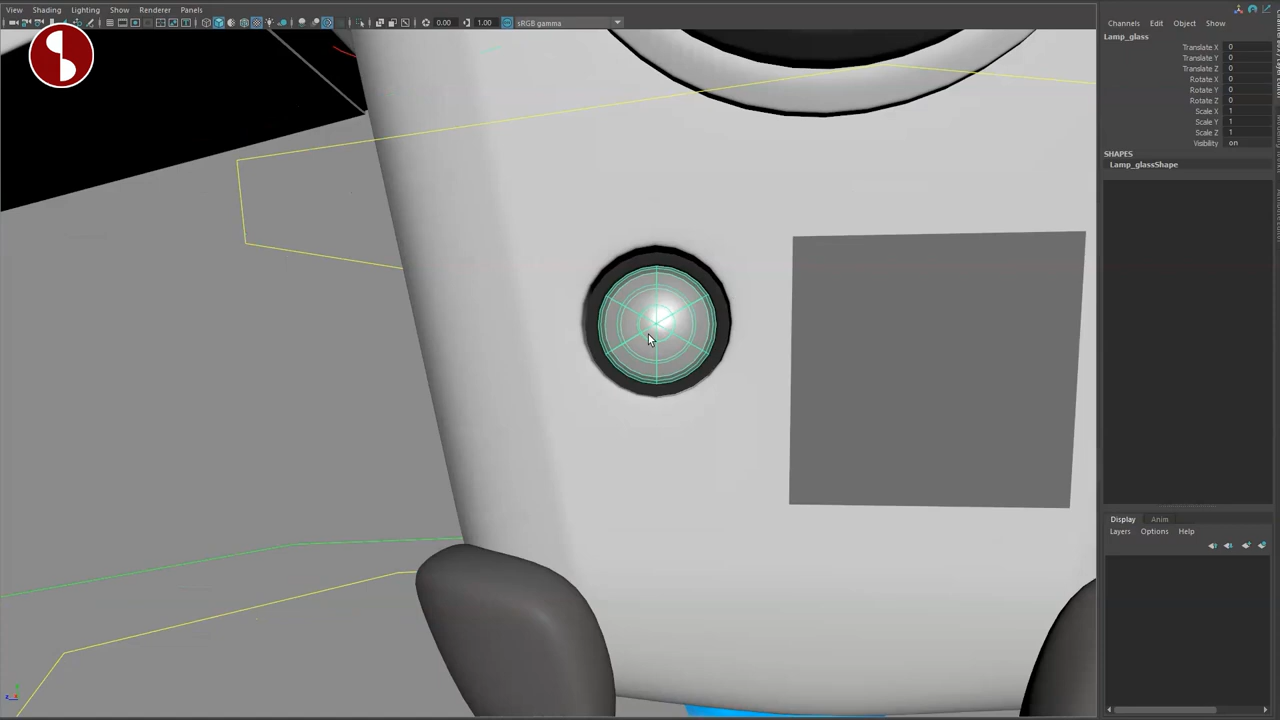 View Shading Lighting Show Renderer Panels
0.00 1.00 sRGB gamma
Channels Edit Object Show
Lamp_glass
Translate X 0
Translate Y 0
Translate Z 0
Rotate X 0
Rotate Y 0
Rotate Z 0
Scale X 1
Scale Y 1
Scale Z 1
Visibility on
SHAPES
Lamp_glassShape
Display Anim
Layers Options Help